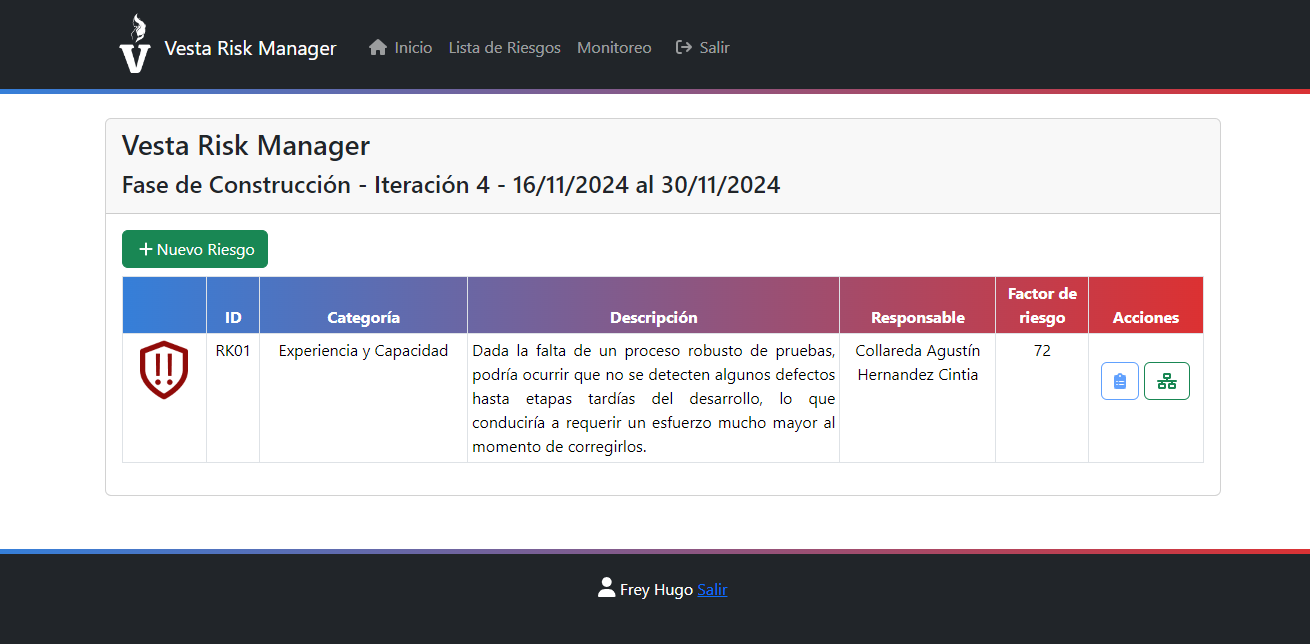 V Vesta Risk Manager Inicio Lista de Riesgos Monitoreo Salir
Vesta Risk Manager
Fase de Construcción - Iteración 4 - 16/11/2024 al 30/11/2024
+ Nuevo Riesgo
ID Categoría Descripción Responsable Factor de riesgo Acciones
RK01 Experiencia y Capacidad
Dada la falta de un proceso robusto de pruebas,
podría ocurrir que no se detecten algunos defectos
hasta etapas tardías del desarrollo, lo que
conduciría a requerir un esfuerzo mucho mayor al
momento de corregirlos.
Collareda Agustín
Hernandez Cintia
72
Frey Hugo Salir